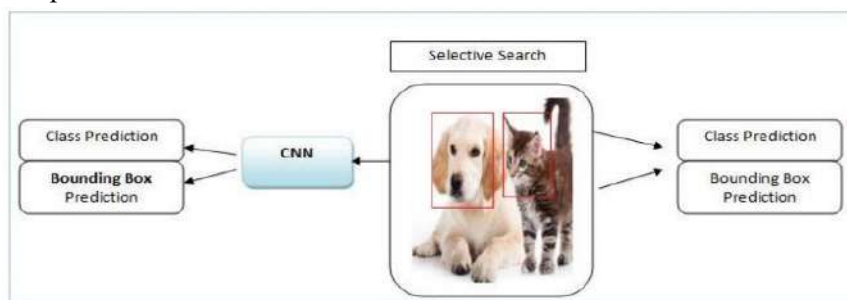 Selective Search
Class Prediction
Bounding Box
Prediction
CNN
Class Prediction
Bounding Box
Prediction